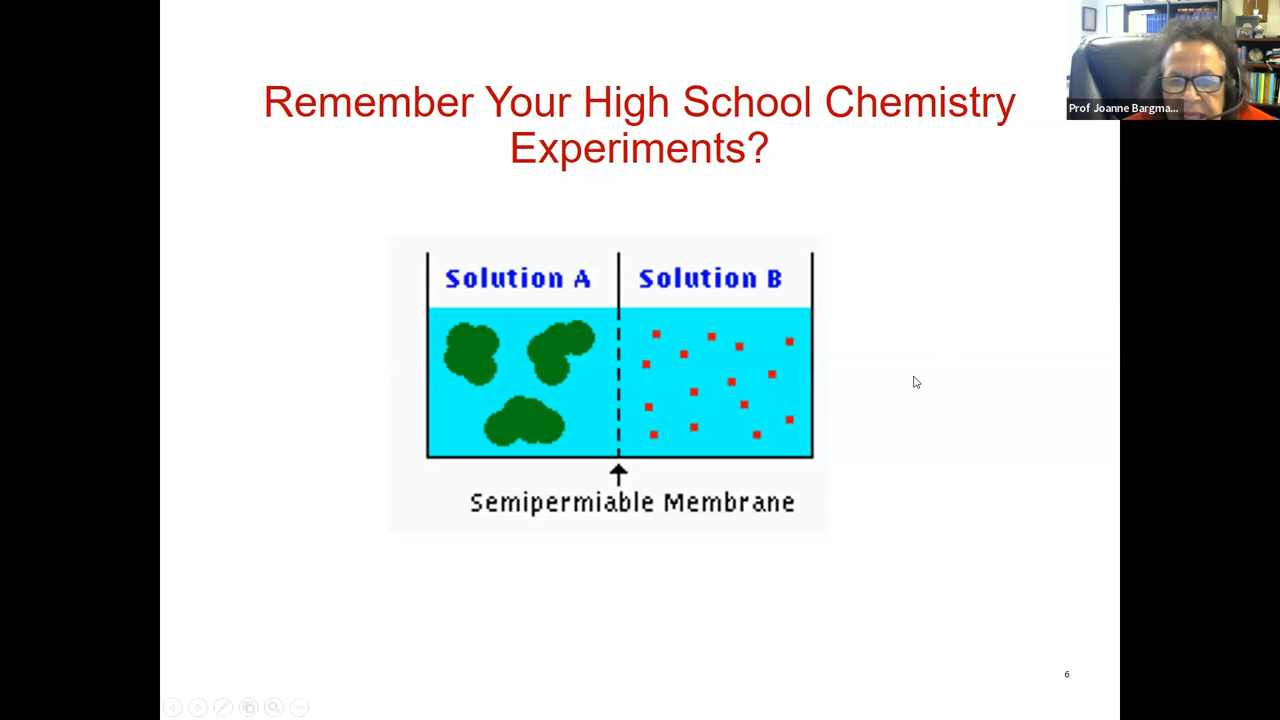 Remember Your High School Chemistry
Experiments?
Prof Joanne Bargma...
Solution A
Solution B
Semipermiable Membrane
6